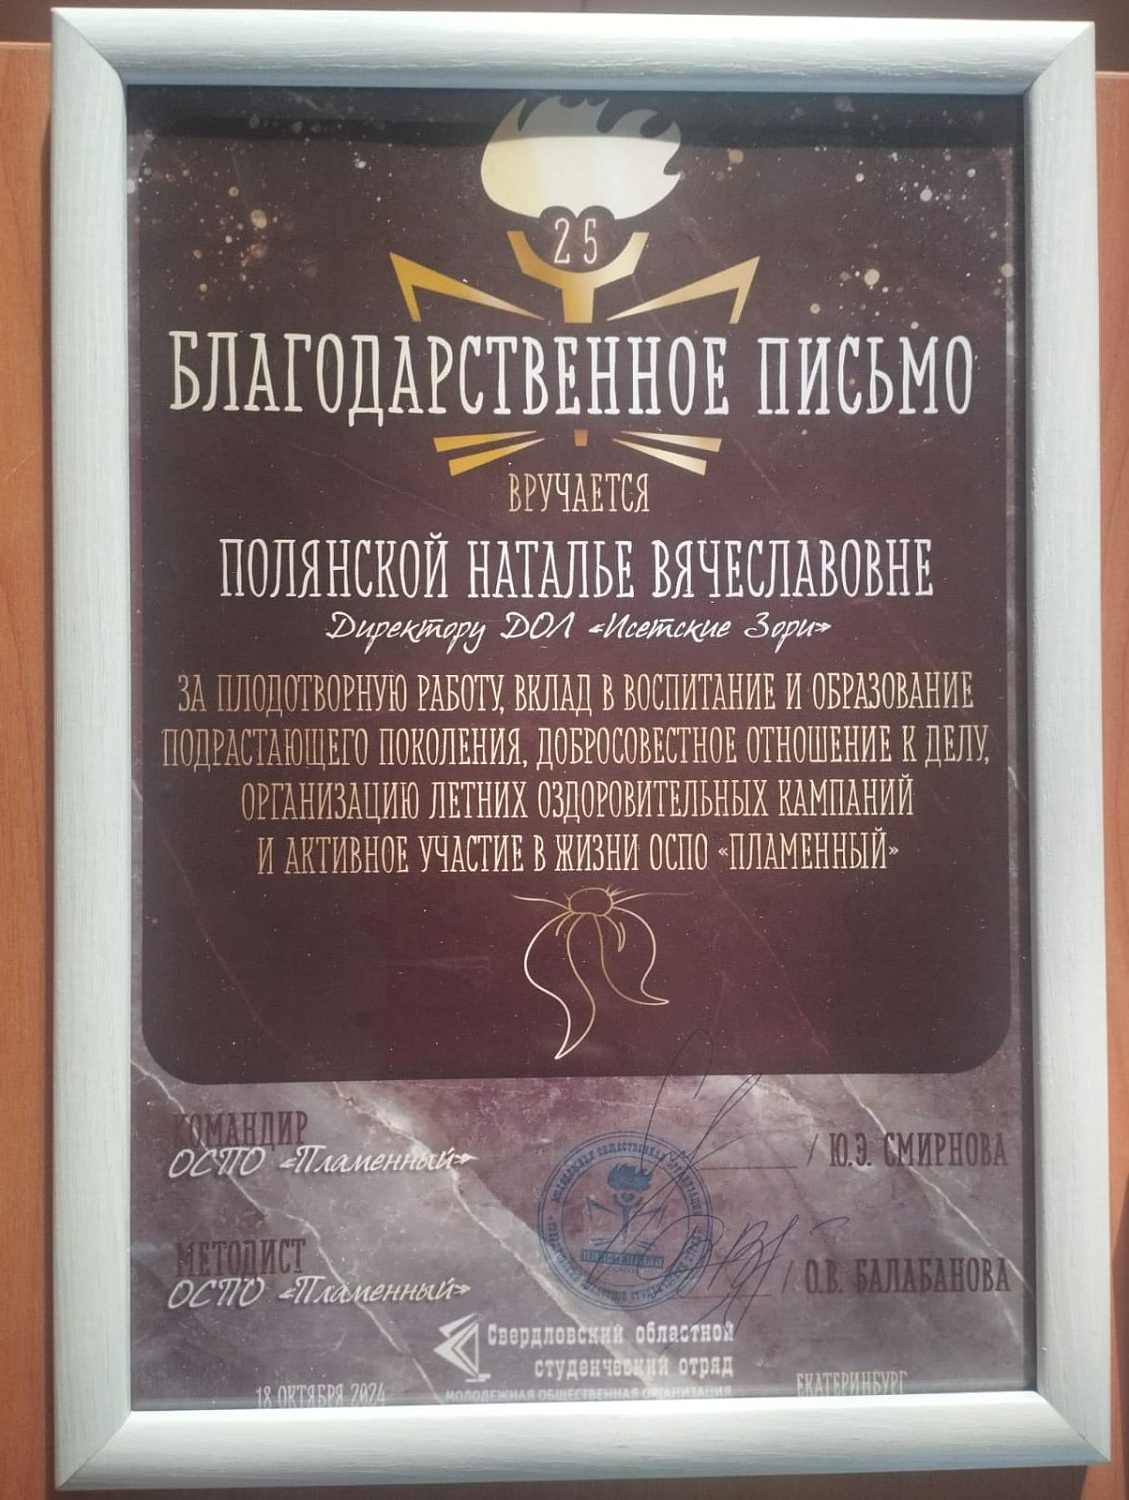 25
БЛАГОДАРСТВЕННОЕ ПИСЬМО
ВРУЧАЕТСЯ
ПОЛЯНСКОЙ НАТАЛЬЕ ВЯЧЕСЛАВОВНЕ
Директору ДОЛ «Исетские Зори»
ЗА ПЛОДОТВОРНУЮ РАБОТУ, ВКЛАД В ВОСПИТАНИЕ И ОБРАЗОВАНИЕ
ПОДРАСТАЮЩЕГО ПОКОЛЕНИЯ, ДОБРОСОВЕСТНОЕ ОТНОШЕНИЕ К ДЕЛУ,
ОРГАНИЗАЦИЮ ЛЕТНИХ ОЗДОРОВИТЕЛЬНЫХ КАМПАНИЙ
И АКТИВНОЕ УЧАСТИЕ В ЖИЗНИ ОСПО «ПЛАМЕННЫЙ»
КОМАНДИР
ОСПО «Пламенный»
/ Ю.Э. СМИРНОВА
МЕТОДИСТ
ОСПО «Пламенный»
/ О.В. БАЛАБАНОВА
Свердловский областной
студенческий отряд
МОЛОДЕЖНАЯ ОБЩЕСТВЕННАЯ ОРГАНИЗАЦИЯ
18 ОКТЯБРЯ 2024
ЕКАТЕРИНБУРГ